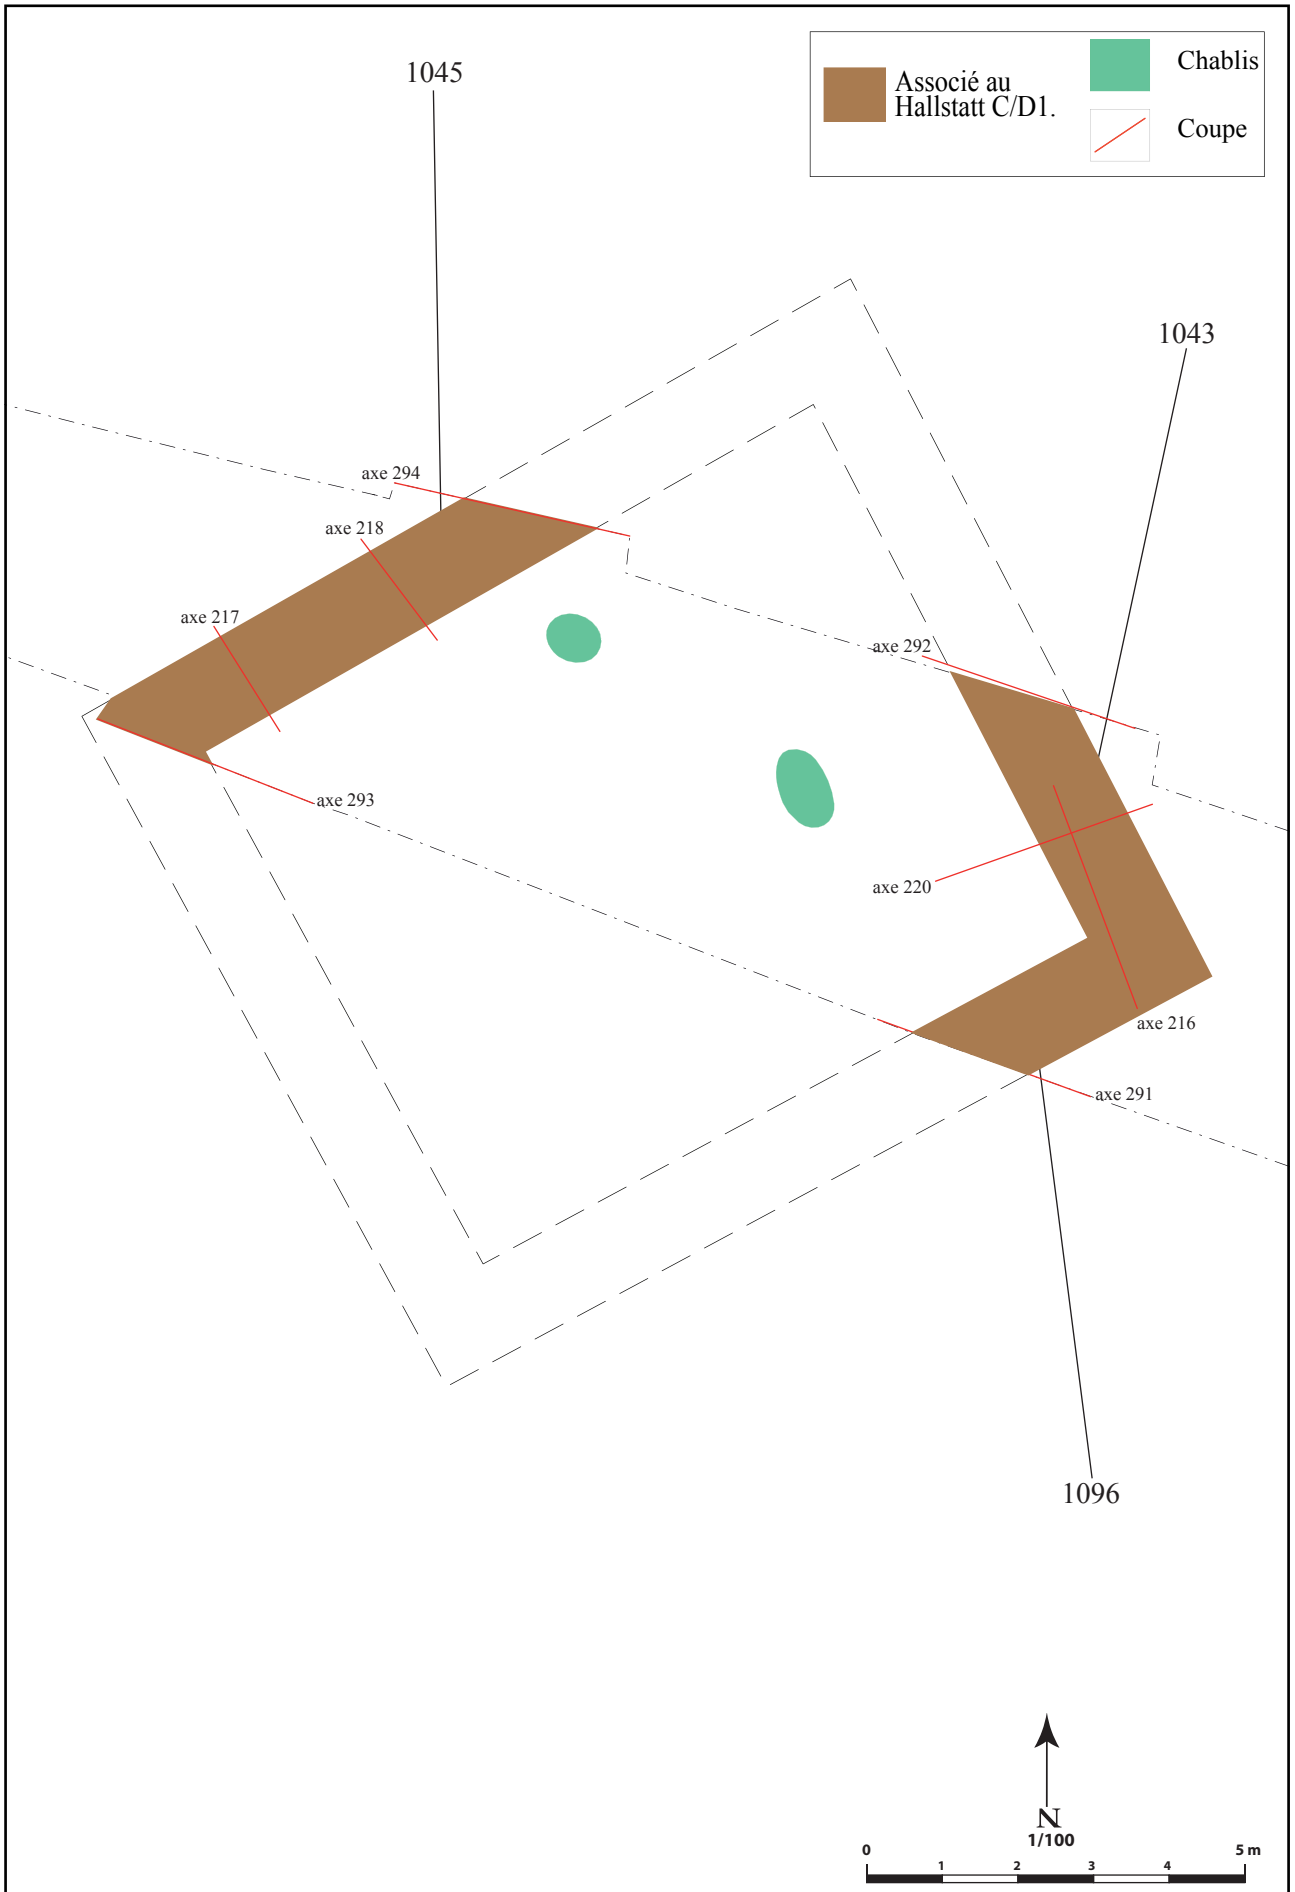 1045
Associé au
Hallstatt C/D1.
Chablis
Coupe
1043
axe 294
axe 218
axe 217
axe 292
axe 293
axe 220
axe 216
axe 291
1096
N
1/100
0
5 m
1
2
3
4